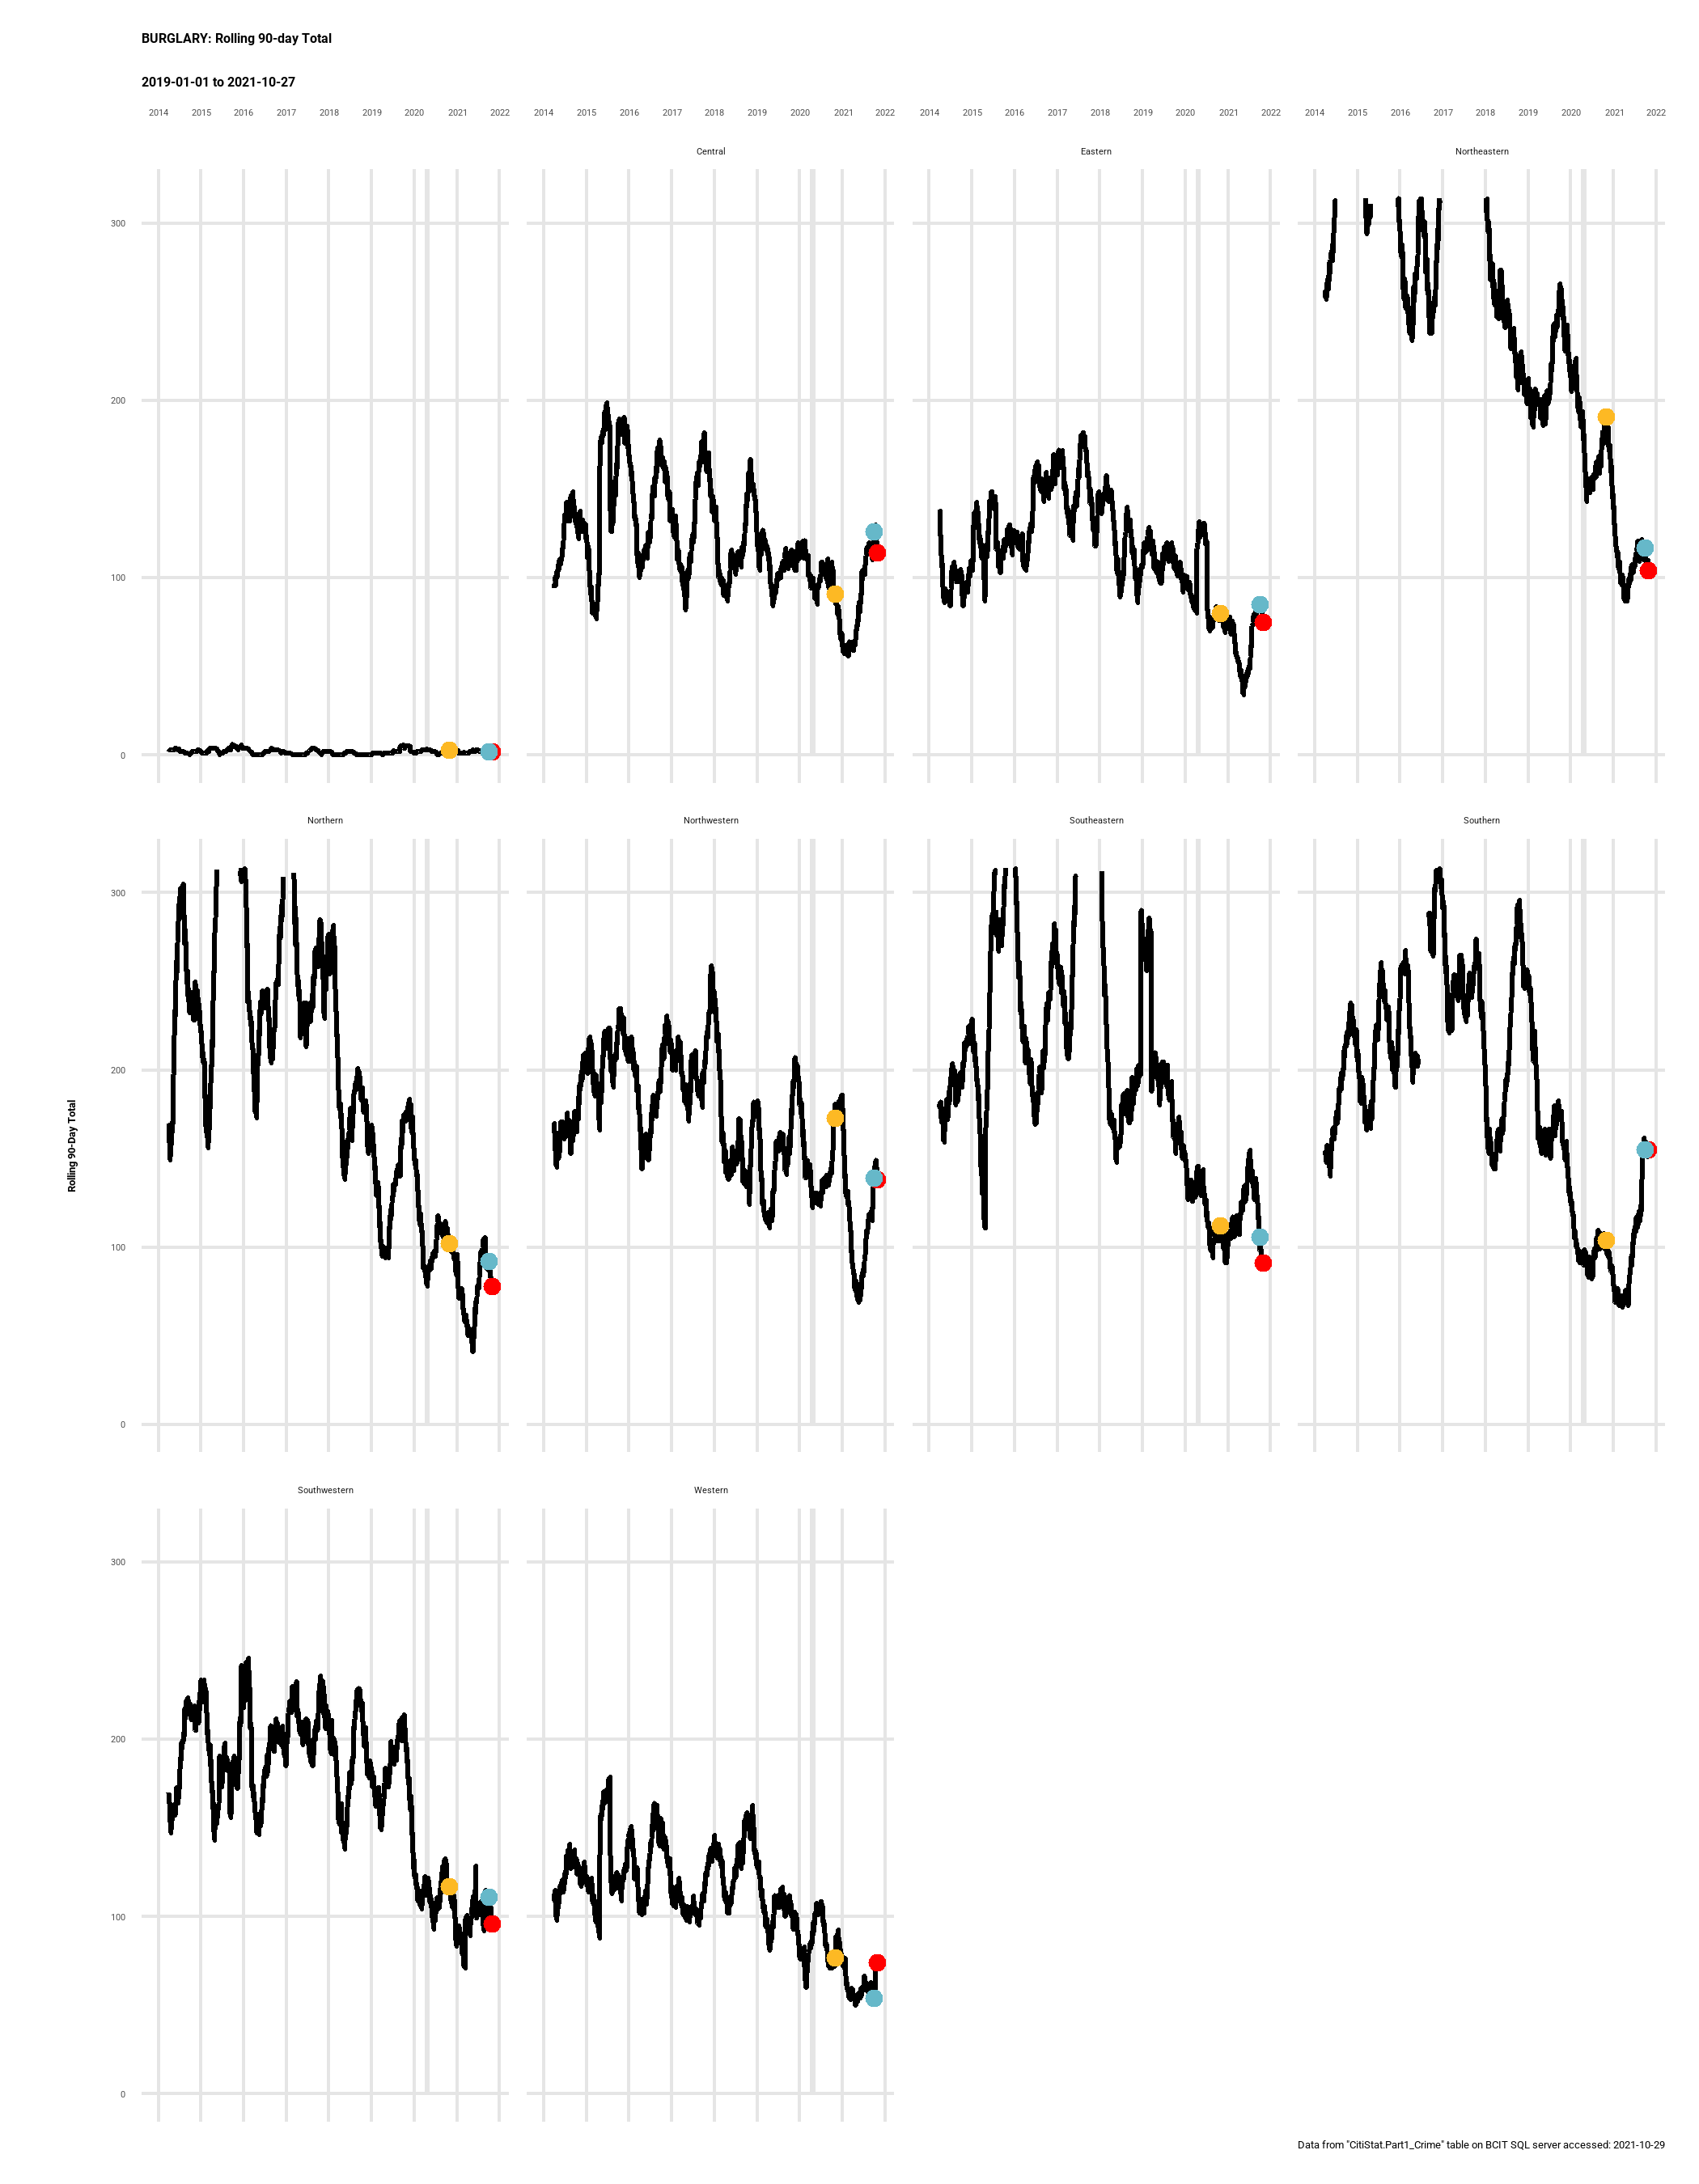 BURGLARY: Rolling 90-day Total
2019-01-01 to 2021-10-27
2014 2015 2016 2017 2018 2019 2020 2021 2022 2014 2015 2016 2017 2018 2019 2020 2021 2022 2014 2015 2016 2017 2018 2019 2020 2021 2022 2014 2015 2016 2017 2018 2019 2020 2021 2022
Central Eastern Northeastern
300
200
100
0
Northern Northwestern Southeastern Southern
300
200
Rolling 90-Day Total
100
0
Southwestern Western
300
200
100
0
Data from "CitiStat.Part1_Crime" table on BCIT SQL server accessed: 2021-10-29